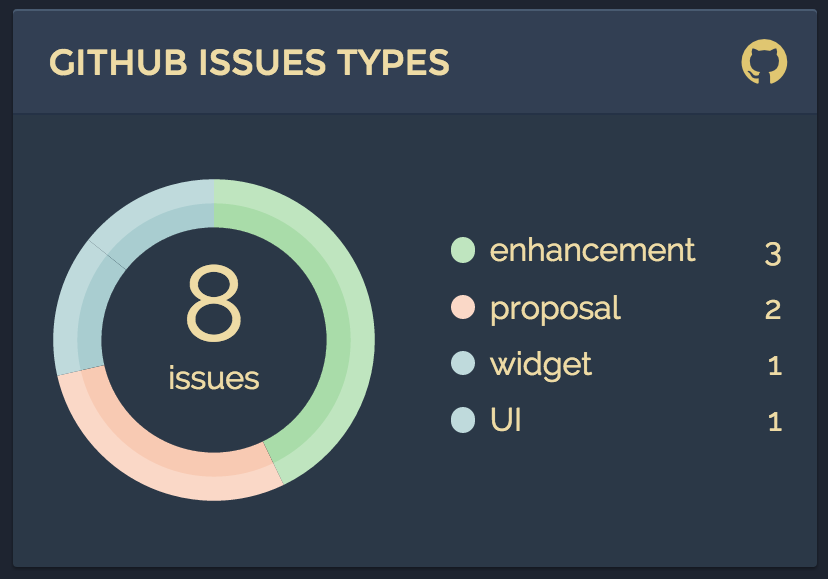 GITHUB ISSUES TYPES
8
issues
enhancement 3
proposal 2
widget 1
UI 1